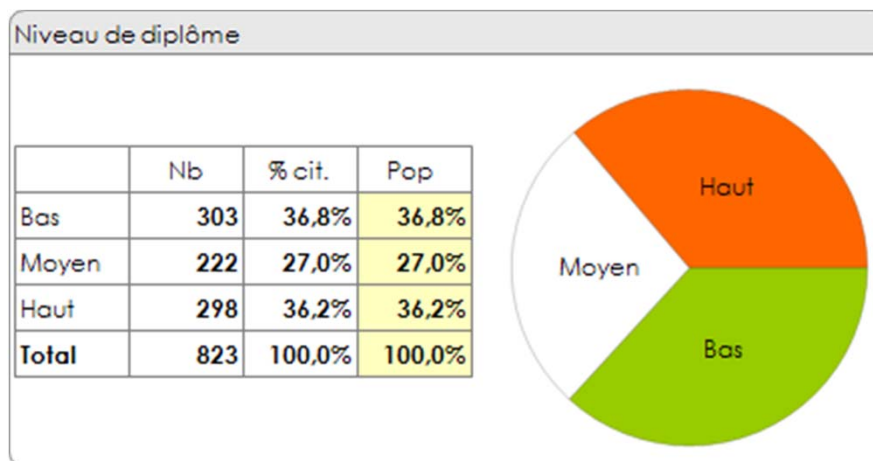 Niveau de diplôme
Nb % cit. Pop
Bas 303 36,8% 36,8%
Moyen 222 27,0% 27,0%
Haut 298 36,2% 36,2%
Total 823 100,0% 100,0%
Haut
Moyen
Bas